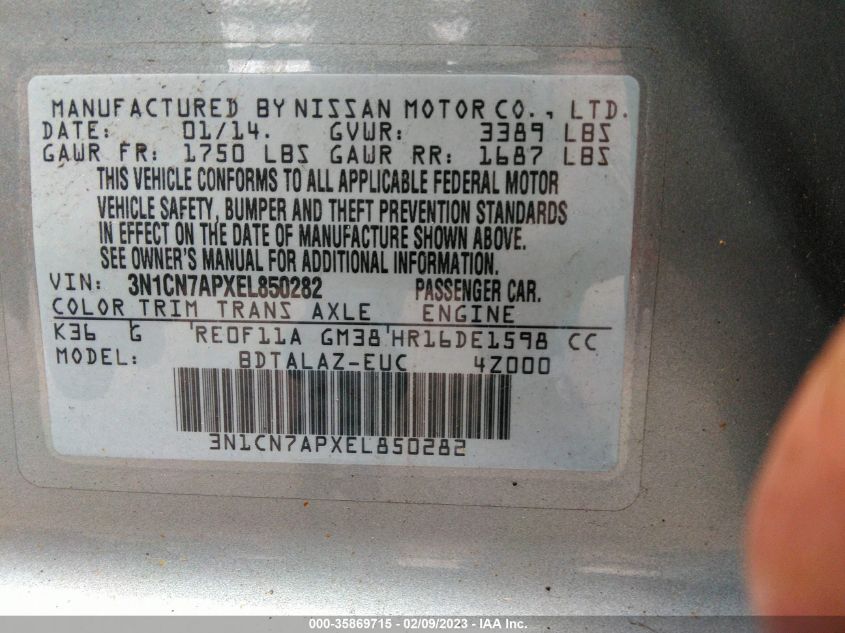 MANUFACTURED BY NISSAN MOTOR CO., LTD.
DATE: 01/14. GVWR: 3389 LBS
GAWR FR: 1750 LBS GAWR RR: 1687 LBS
THIS VEHICLE CONFORMS TO ALL APPLICABLE FEDERAL MOTOR
VEHICLE SAFETY, BUMPER AND THEFT PREVENTION STANDARDS
IN EFFECT ON THE DATE OF MANUFACTURE SHOWN ABOVE.
SEE OWNER'S MANUAL FOR ADDITIONAL INFORMATION.
VIN: 3N1CN7APXEL850282 PASSENGER CAR.
COLOR TRIM TRANS AXLE ENGINE
K36 G RE0F11A GM38 HR16DE1598 CC
MODEL: BDTALAZ-EUC 4Z000
3N1CN7APXEL850282
000-35869715 - 02/09/2023 - IAA Inc.